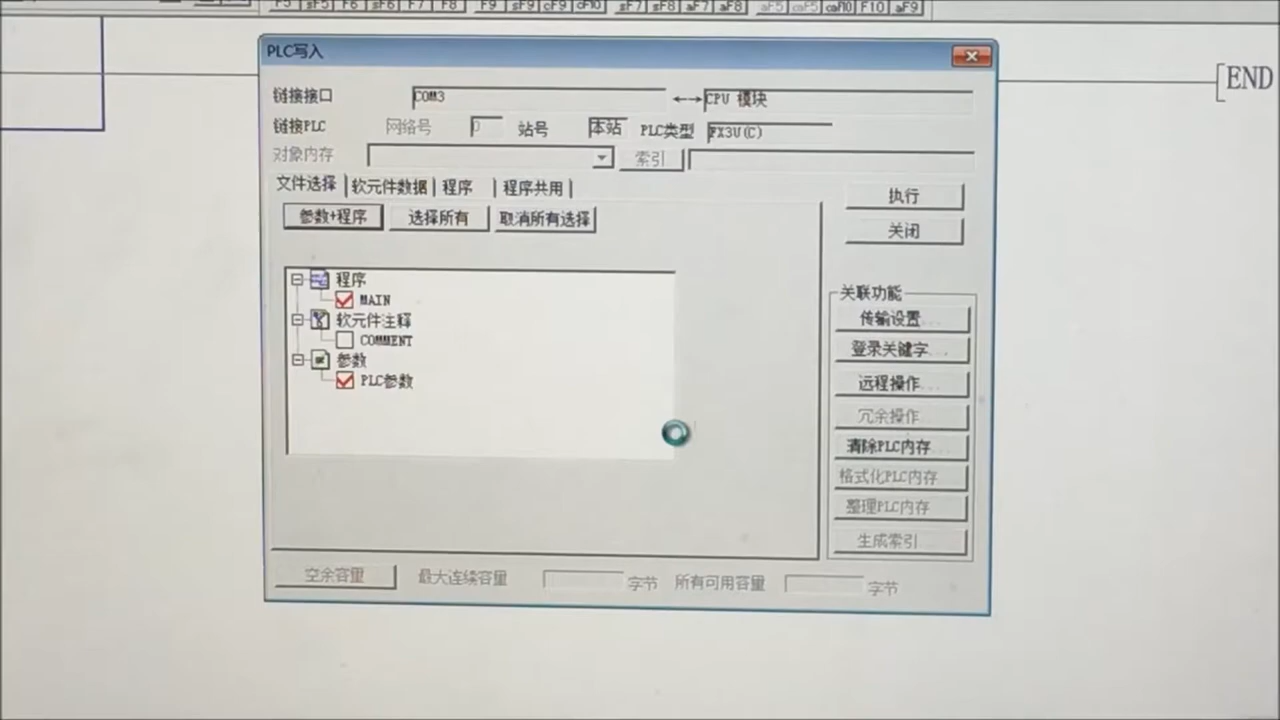 F5 sF5 F6 sF6 F7 F8 F9 sF9 cF9 cF10 sF7 sF8 aF7 aF8 aF5 caF5 caF10 F10 aF9
PLC写入
[END
链接接口 COM3 ←→ CPU 模块
链接PLC 网络号 0 站号 本站 PLC类型 FX3U(C)
对象内存 索引
文件选择 软元件数据 程序 程序共用
执行
参数+程序 选择所有 取消所有选择
关闭
程序
MAIN
软元件注释
COMMENT
参数
PLC参数
关联功能
传输设置...
登录关键字...
远程操作...
冗余操作...
清除PLC内存...
格式化PLC内存...
整理PLC内存...
生成索引...
空余容量 最大连续容量 字节 所有可用容量 字节